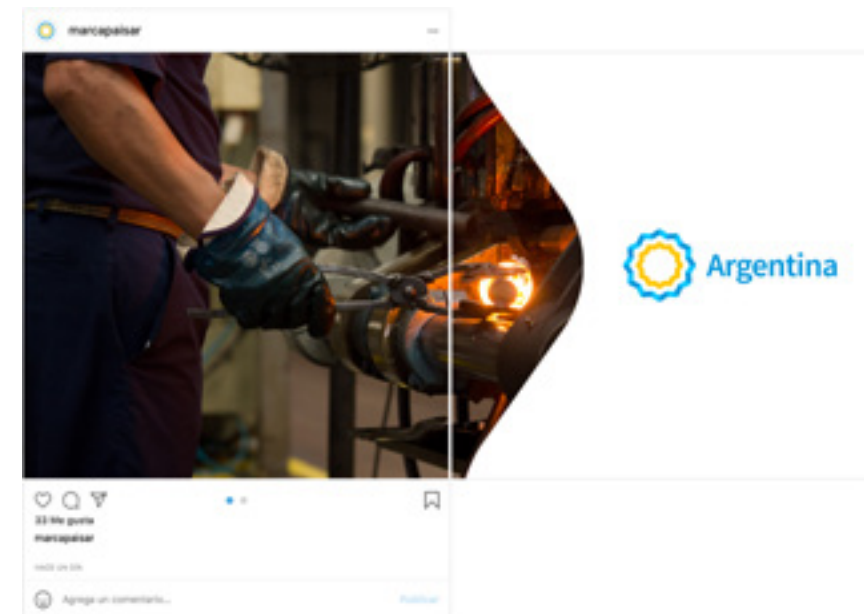 marcapaisar
Argentina
33 Me gusta
marcapaisar
HACE UN DÍA
Agrega un comentario...
Publicar